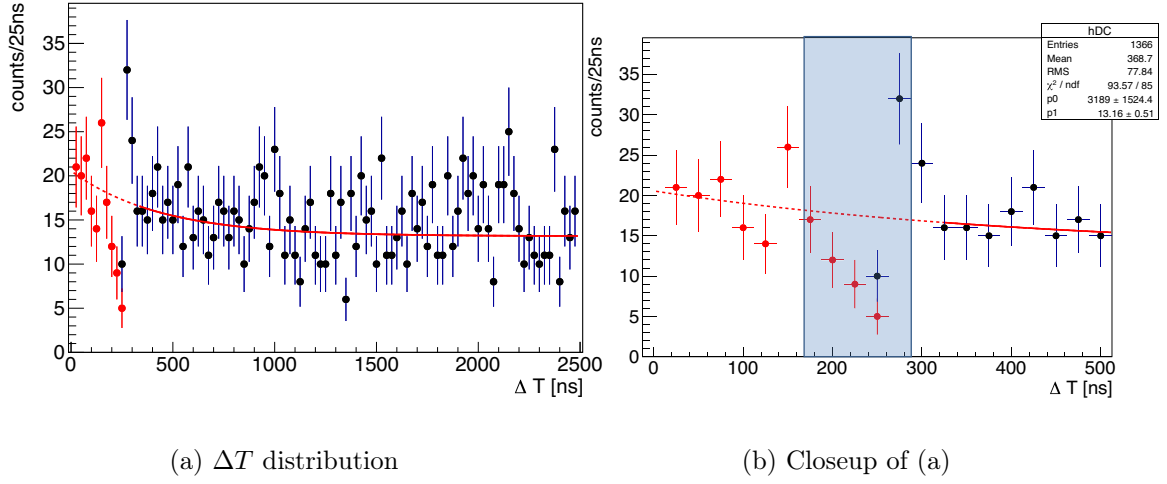 counts/25ns
35
30
25
20
15
10
5
0
0 500 1000 1500 2000 2500
Δ T [ns]
(a) ΔT distribution
counts/25ns
35
30
25
20
15
10
5
0
0 100 200 300 400 500
Δ T [ns]
hDC
Entries 1366
Mean 368.7
RMS 77.84
χ² / ndf 93.57 / 85
p0 3189 ± 1524.4
p1 13.16 ± 0.51
(b) Closeup of (a)